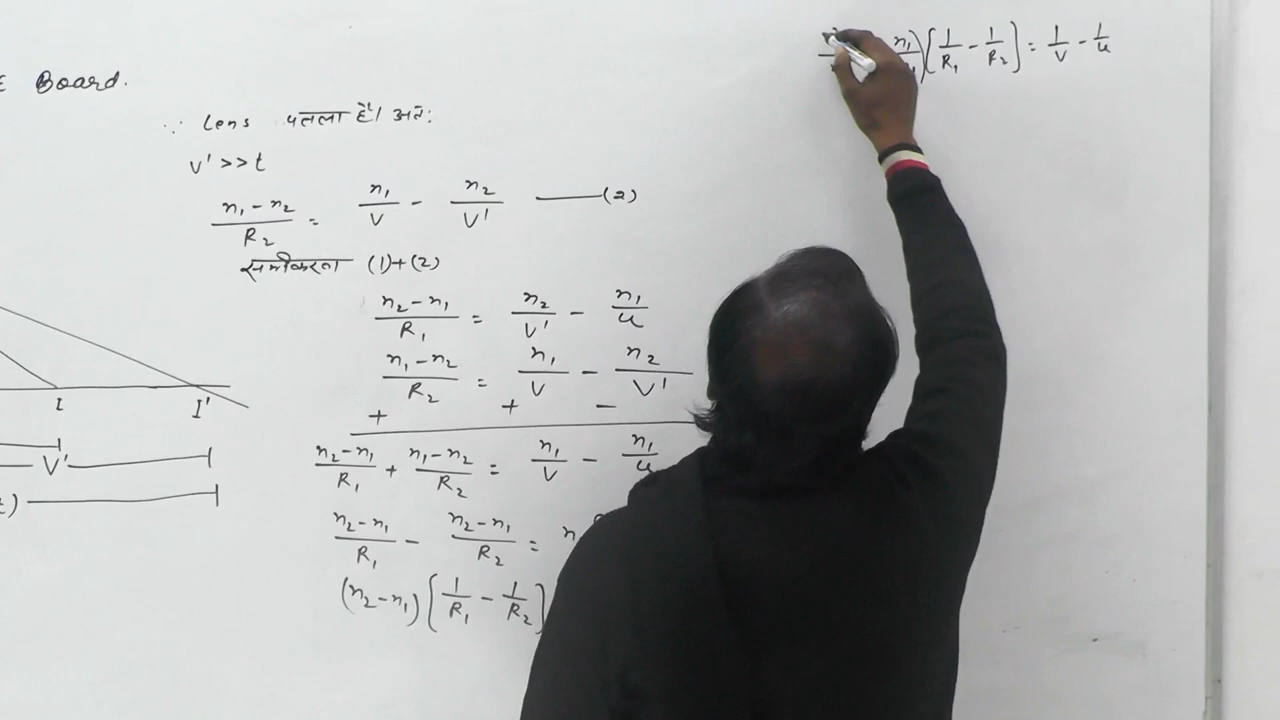 Board.
∵ Lens पतला है। अतः
V' >> t
(n₁ - n₂)/R₂ = n₁/V - n₂/V' ——(2)
समीकरण (1)+(2)
(n₂ - n₁)/R₁ = n₂/V' - n₁/u
(n₁ - n₂)/R₂ = n₁/V - n₂/V'
+ + -
(n₂ - n₁)/R₁ + (n₁ - n₂)/R₂ = n₁/V - n₁/u
(n₂ - n₁)/R₁ - (n₂ - n₁)/R₂ = n
(n₂ - n₁) [1/R₁ - 1/R₂]
I I'
V'
n₁ ) [1/R₁ - 1/R₂] = 1/V - 1/u